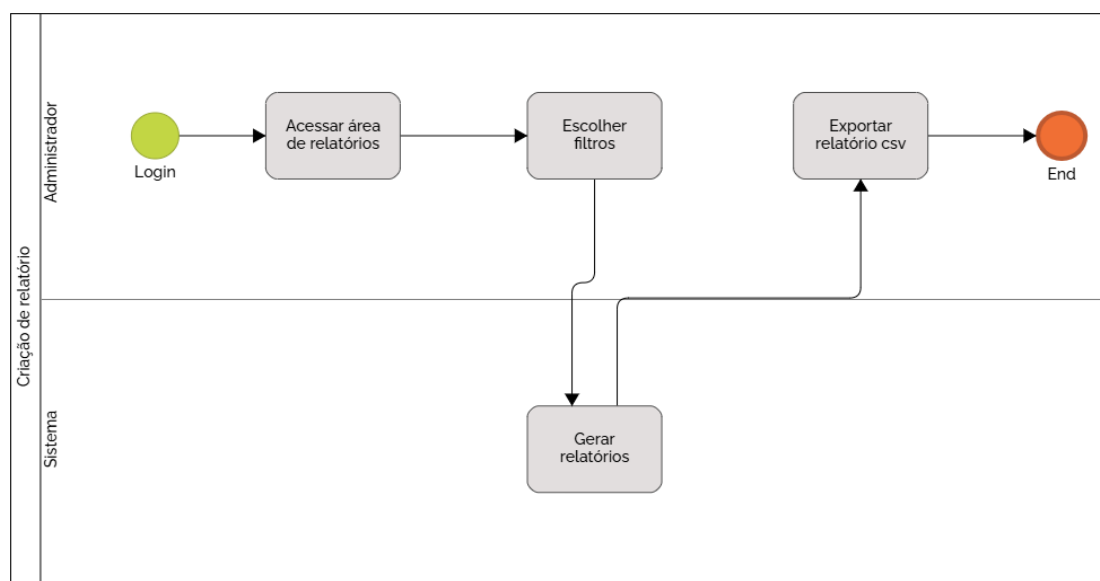 Criação de relatório
Administrador
Login
Acessar área
de relatórios
Escolher
filtros
Exportar
relatório csv
End
Sistema
Gerar
relatórios